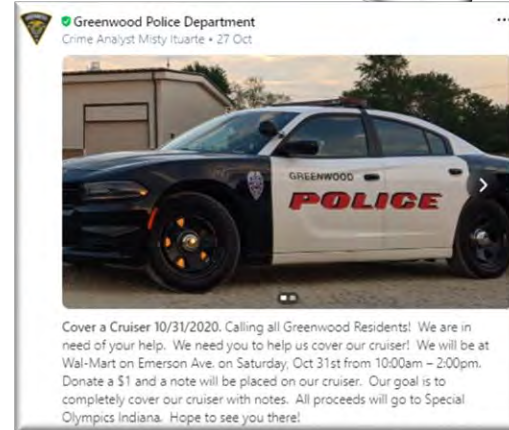 Greenwood Police Department
Crime Analyst Misty Ituarte • 27 Oct
GREENWOOD
POLICE
Cover a Cruiser 10/31/2020. Calling all Greenwood Residents! We are in
need of your help. We need you to help us cover our cruiser! We will be at
Wal-Mart on Emerson Ave. on Saturday, Oct 31st from 10:00am – 2:00pm.
Donate a $1 and a note will be placed on our cruiser. Our goal is to
completely cover our cruiser with notes. All proceeds will go to Special
Olympics Indiana. Hope to see you there!